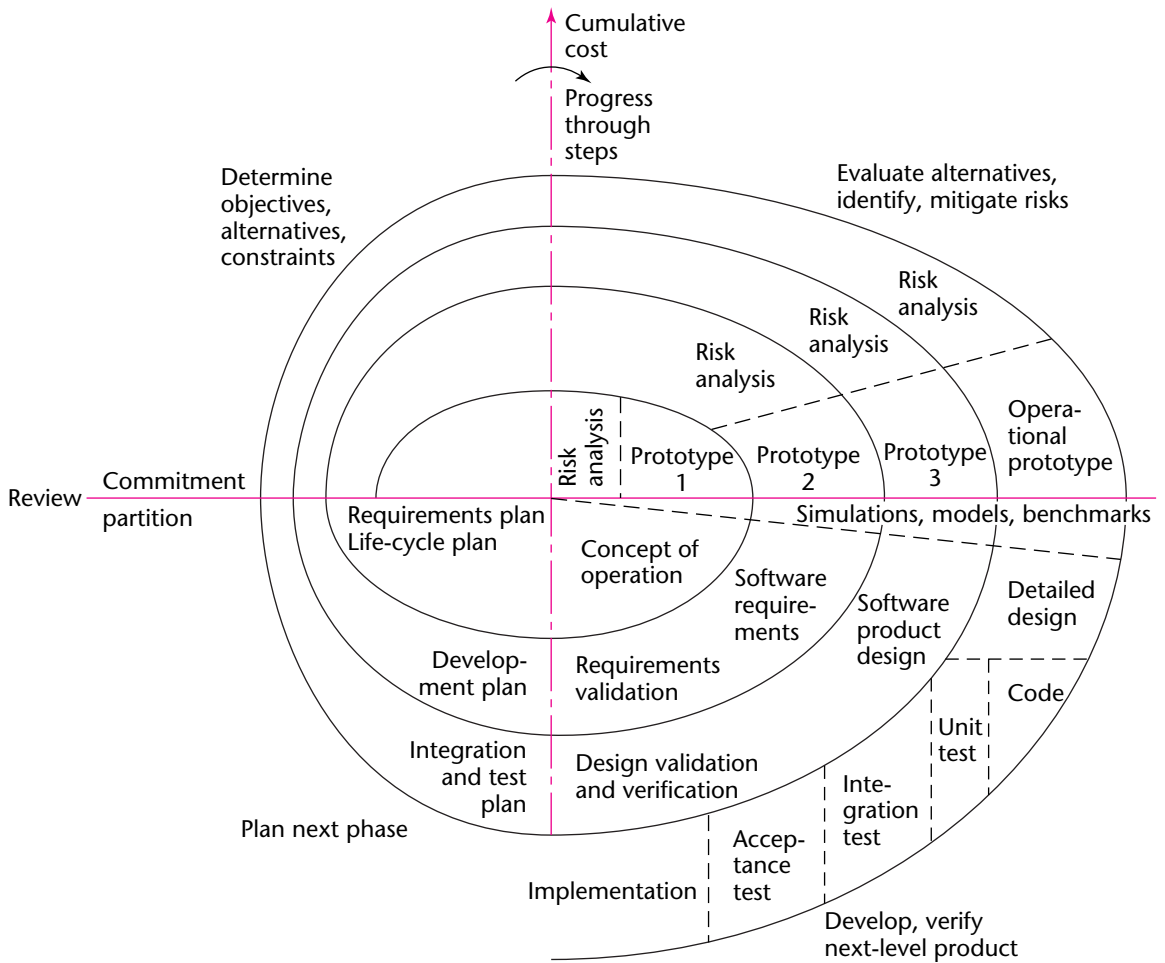 Cumulative
cost
Progress
through
steps
Determine
objectives,
alternatives,
constraints
Evaluate alternatives,
identify, mitigate risks
Risk
analysis
Risk
analysis
Risk
analysis
Risk
analysis
Prototype
1
Prototype
2
Prototype
3
Opera-
tional
prototype
Review
Commitment
partition
Requirements plan
Life-cycle plan
Simulations, models, benchmarks
Concept of
operation
Software
require-
ments
Software
product
design
Detailed
design
Develop-
ment plan
Requirements
validation
Code
Unit
test
Integration
and test
plan
Design validation
and verification
Inte-
gration
test
Plan next phase
Accep-
tance
test
Implementation
Develop, verify
next-level product